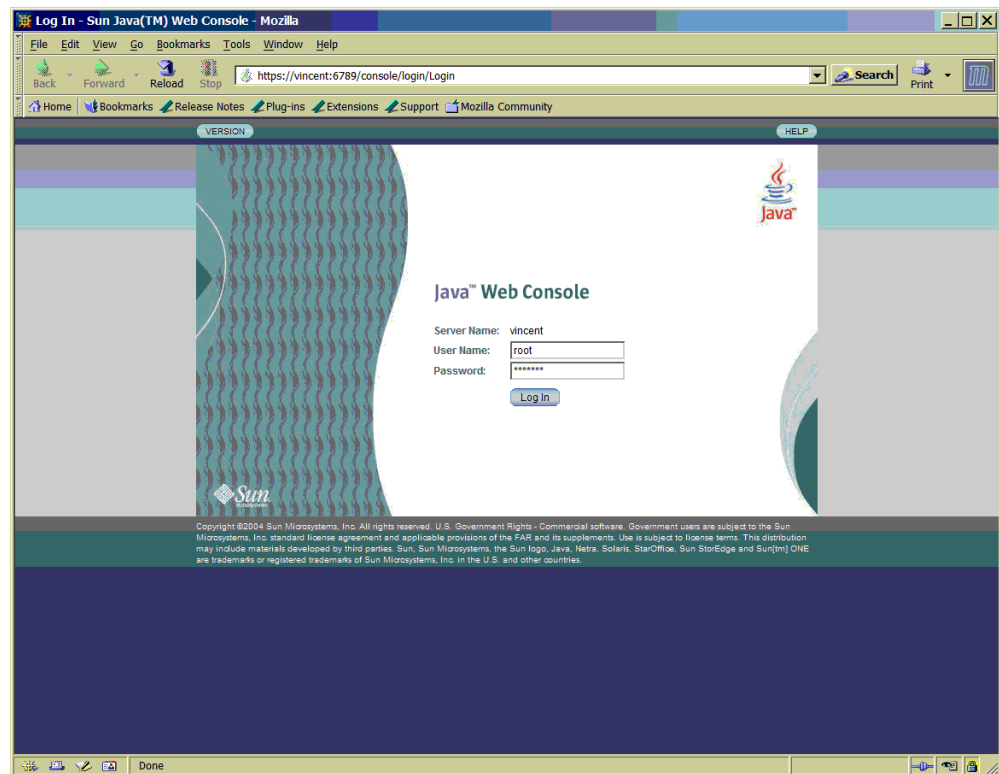 Log In - Sun Java(TM) Web Console - Mozilla
File Edit View Go Bookmarks Tools Window Help
Back Forward Reload Stop https://vincent:6789/console/login/Login Search Print
Home Bookmarks Release Notes Plug-ins Extensions Support Mozilla Community
VERSION HELP
Java™
Java™ Web Console
Server Name: vincent
User Name: root
Password: *******
Log In
Sun
microsystems
Copyright ©2004 Sun Microsystems, Inc. All rights reserved. U.S. Government Rights - Commercial software. Government users are subject to the Sun
Microsystems, Inc. standard license agreement and applicable provisions of the FAR and its supplements. Use is subject to license terms. This distribution
may include materials developed by third parties. Sun, Sun Microsystems, the Sun logo, Java, Netra, Solaris, StarOffice, Sun StorEdge and Sun[tm] ONE
are trademarks or registered trademarks of Sun Microsystems, Inc. in the U.S. and other countries.
Done